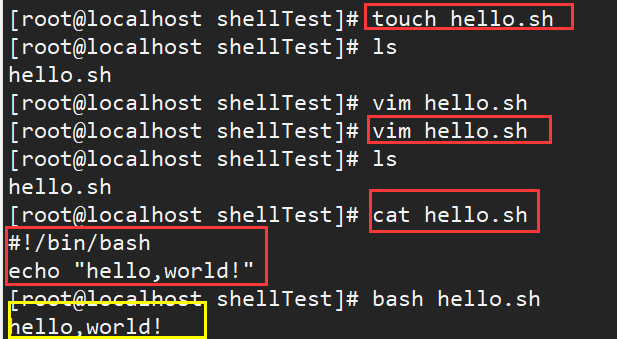 [root@localhost shellTest]# touch hello.sh
[root@localhost shellTest]# ls
hello.sh
[root@localhost shellTest]# vim hello.sh
[root@localhost shellTest]# vim hello.sh
[root@localhost shellTest]# ls
hello.sh
[root@localhost shellTest]# cat hello.sh
#!/bin/bash
echo "hello,world!"
[root@localhost shellTest]# bash hello.sh
hello,world!